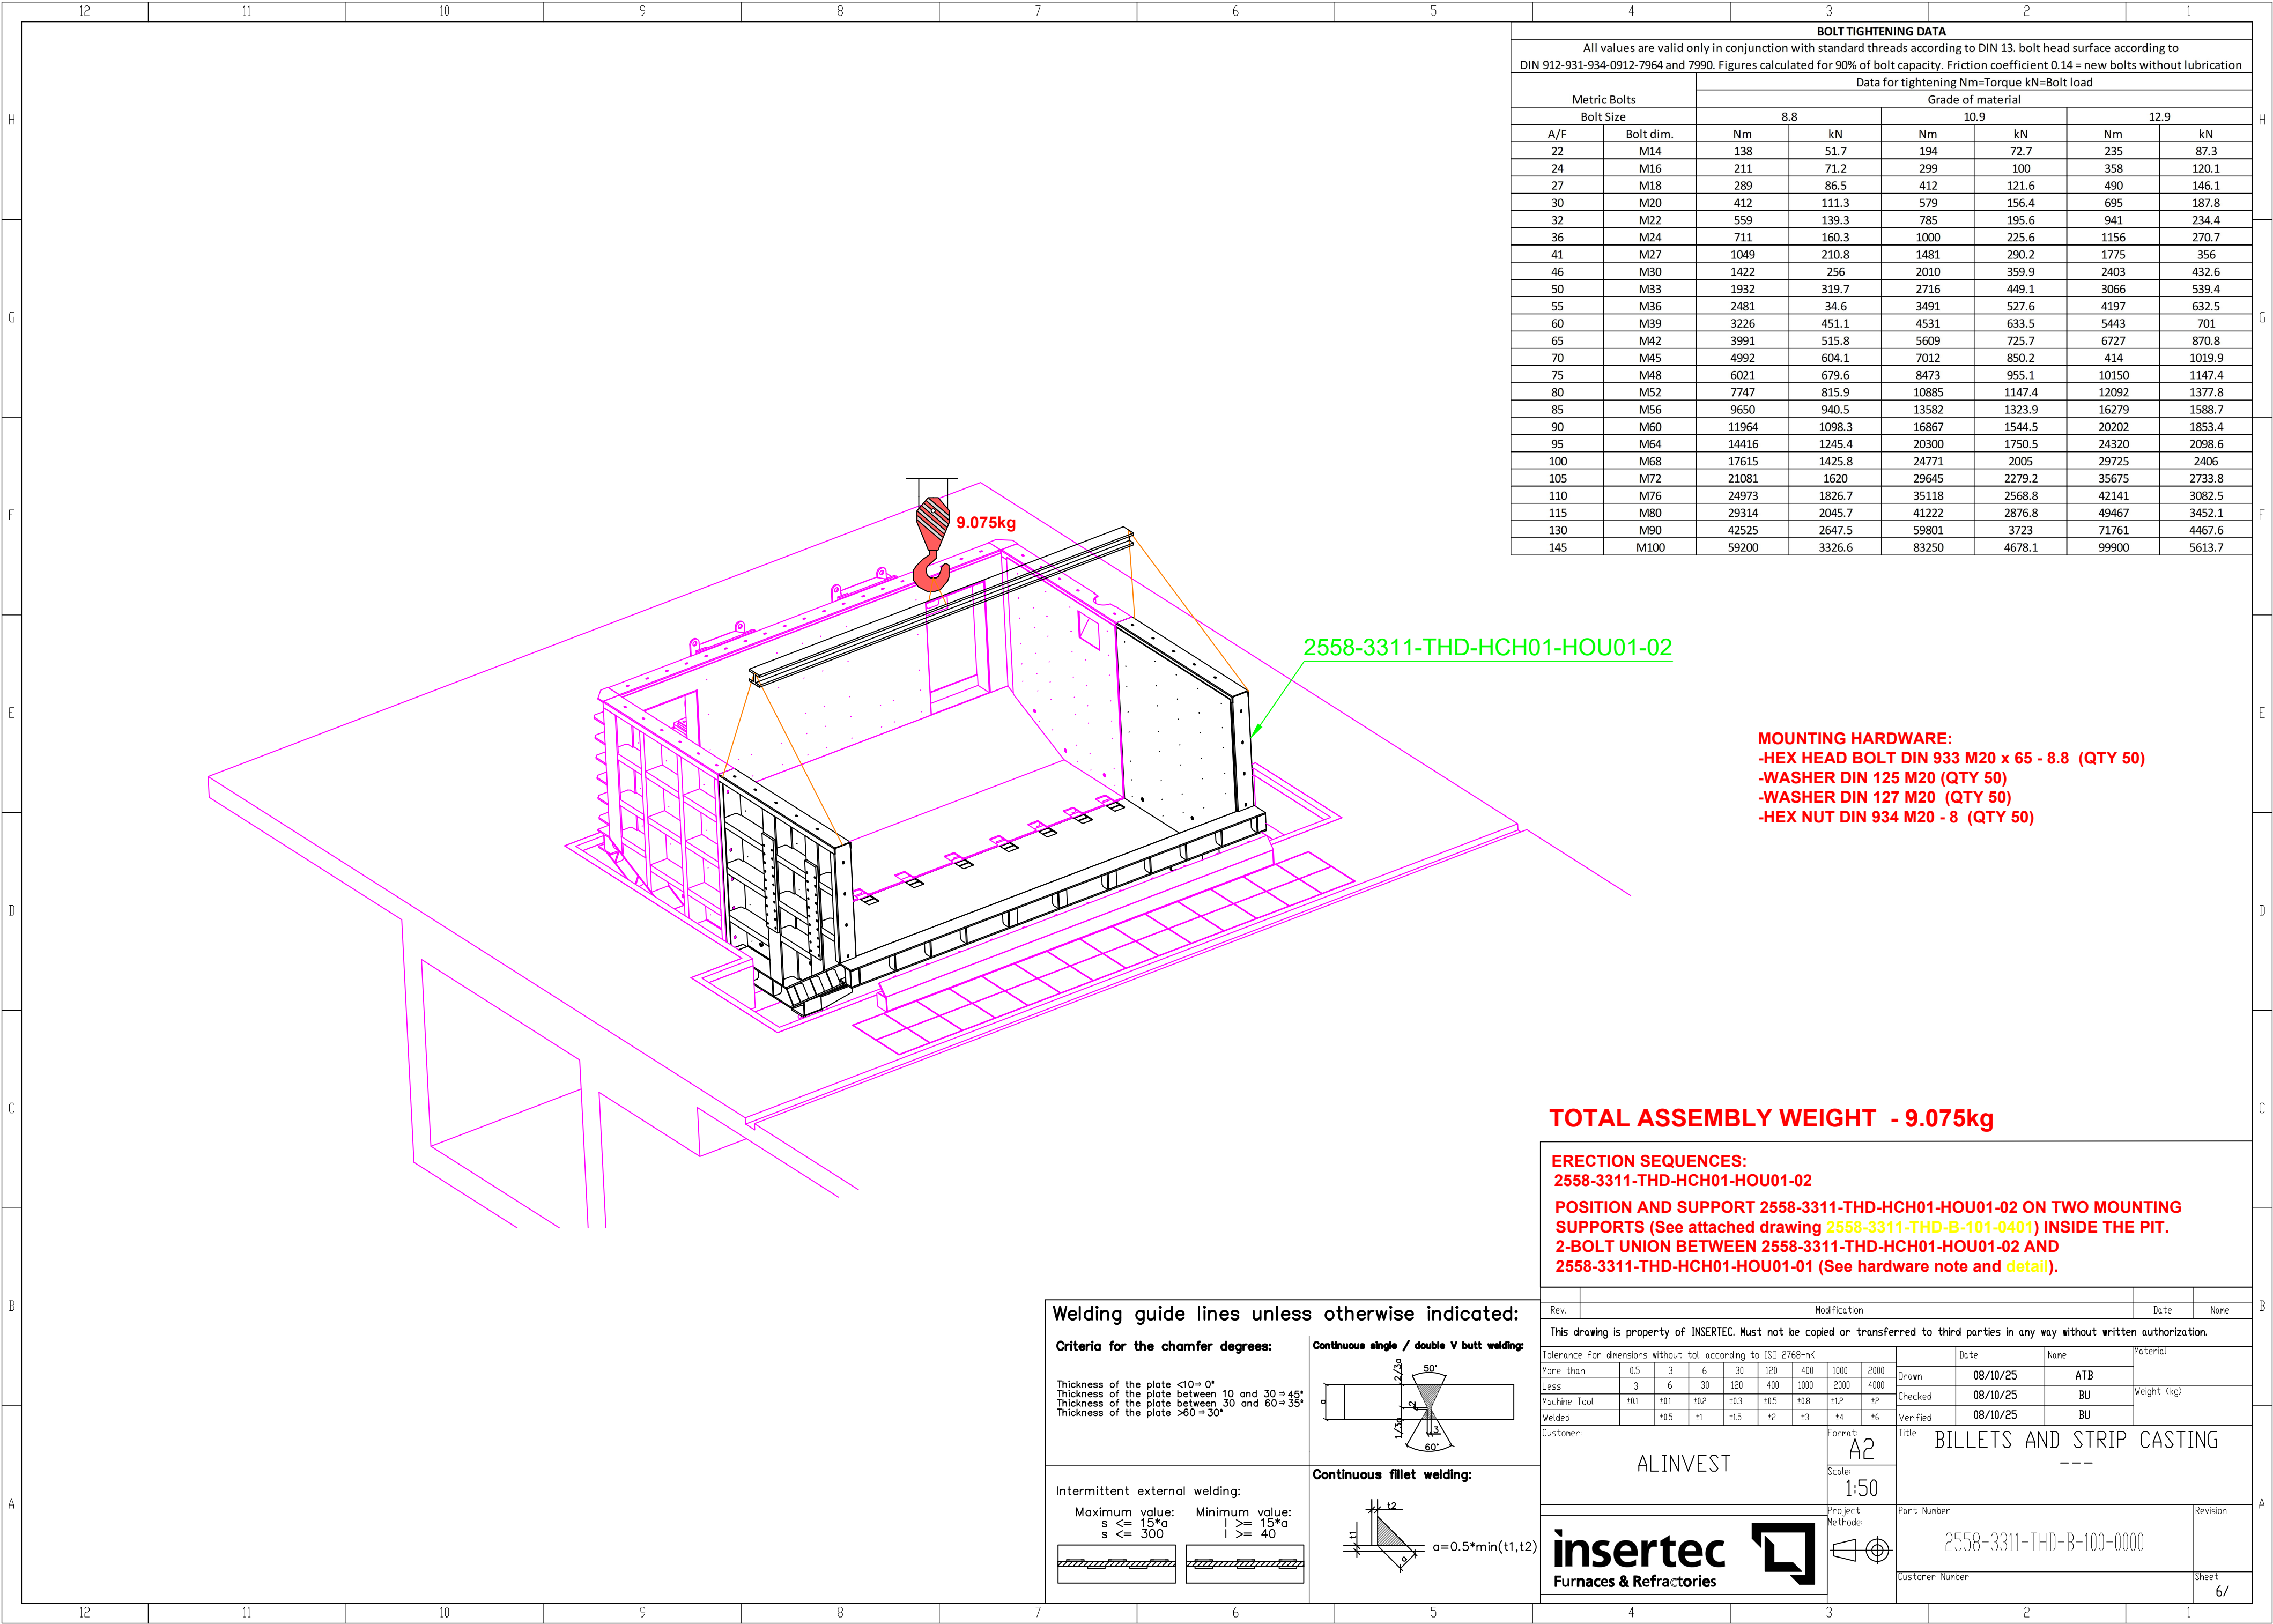 12 11 10 9 8 7 6 5 4 3 2 1
BOLT TIGHTENING DATA
All values are valid only in conjunction with standard threads according to DIN 13. bolt head surface according to
DIN 912-931-934-0912-7964 and 7990. Figures calculated for 90% of bolt capacity. Friction coefficient 0.14 = new bolts without lubrication
Data for tightening Nm=Torque kN=Bolt load
Metric Bolts
Grade of material
Bolt Size 8.8 10.9 12.9
A/F Bolt dim. Nm kN Nm kN Nm kN
22 M14 138 51.7 194 72.7 235 87.3
24 M16 211 71.2 299 100 358 120.1
27 M18 289 86.5 412 121.6 490 146.1
30 M20 412 111.3 579 156.4 695 187.8
32 M22 559 139.3 785 195.6 941 234.4
36 M24 711 160.3 1000 225.6 1156 270.7
41 M27 1049 210.8 1481 290.2 1775 356
46 M30 1422 256 2010 359.9 2403 432.6
50 M33 1932 319.7 2716 449.1 3066 539.4
55 M36 2481 34.6 3491 527.6 4197 632.5
60 M39 3226 451.1 4531 633.5 5443 701
65 M42 3991 515.8 5609 725.7 6727 870.8
70 M45 4992 604.1 7012 850.2 414 1019.9
75 M48 6021 679.6 8473 955.1 10150 1147.4
80 M52 7747 815.9 10885 1147.4 12092 1377.8
85 M56 9650 940.5 13582 1323.9 16279 1588.7
90 M60 11964 1098.3 16867 1544.5 20202 1853.4
95 M64 14416 1245.4 20300 1750.5 24320 2098.6
100 M68 17615 1425.8 24771 2005 29725 2406
105 M72 21081 1620 29645 2279.2 35675 2733.8
110 M76 24973 1826.7 35118 2568.8 42141 3082.5
115 M80 29314 2045.7 41222 2876.8 49467 3452.1
130 M90 42525 2647.5 59801 3723 71761 4467.6
145 M100 59200 3326.6 83250 4678.1 99900 5613.7
H H
G G
F F
E E
D D
C C
B B
A A
9.075kg
2558-3311-THD-HCH01-HOU01-02
MOUNTING HARDWARE:
-HEX HEAD BOLT DIN 933 M20 x 65 - 8.8 (QTY 50)
-WASHER DIN 125 M20 (QTY 50)
-WASHER DIN 127 M20 (QTY 50)
-HEX NUT DIN 934 M20 - 8 (QTY 50)
TOTAL ASSEMBLY WEIGHT - 9.075kg
ERECTION SEQUENCES:
2558-3311-THD-HCH01-HOU01-02
POSITION AND SUPPORT 2558-3311-THD-HCH01-HOU01-02 ON TWO MOUNTING
SUPPORTS (See attached drawing 2558-3311-THD-B-101-0401) INSIDE THE PIT.
2-BOLT UNION BETWEEN 2558-3311-THD-HCH01-HOU01-02 AND
2558-3311-THD-HCH01-HOU01-01 (See hardware note and detail).
Welding guide lines unless otherwise indicated:
Criteria for the chamfer degrees:
Thickness of the plate <10⇒ 0°
Thickness of the plate between 10 and 30 ⇒ 45°
Thickness of the plate between 30 and 60 ⇒ 35°
Thickness of the plate >60 ⇒ 30°
Continuous single / double V butt welding:
50°
2/3a
a
2
1/3a
3
60°
Intermittent external welding:
Maximum value: Minimum value:
s <= 15*a l >= 15*a
s <= 300 l >= 40
Continuous fillet welding:
t2
t1
a
a=0.5*min(t1,t2)
Rev. Modification Date Name
This drawing is property of INSERTEC. Must not be copied or transferred to third parties in any way without written authorization.
Tolerance for dimensions without tol. according to ISO 2768-mK
More than 0.5 3 6 30 120 400 1000 2000
Less 3 6 30 120 400 1000 2000 4000
Machine Tool ±0.1 ±0.1 ±0.2 ±0.3 ±0.5 ±0.8 ±1.2 ±2
Welded ±0.5 ±1 ±1.5 ±2 ±3 ±4 ±6
Date Name Material
Drawn 08/10/25 ATB
Checked 08/10/25 BU Weight (kg)
Verified 08/10/25 BU
Customer:
ALINVEST
Format:
A2
Scale:
1:50
Title
BILLETS AND STRIP CASTING
---
insertec
Furnaces & Refractories
Project
Methode:
Part Number
2558-3311-THD-B-100-0000
Revision
Customer Number
Sheet
6/
12 11 10 9 8 7 6 5 4 3 2 1